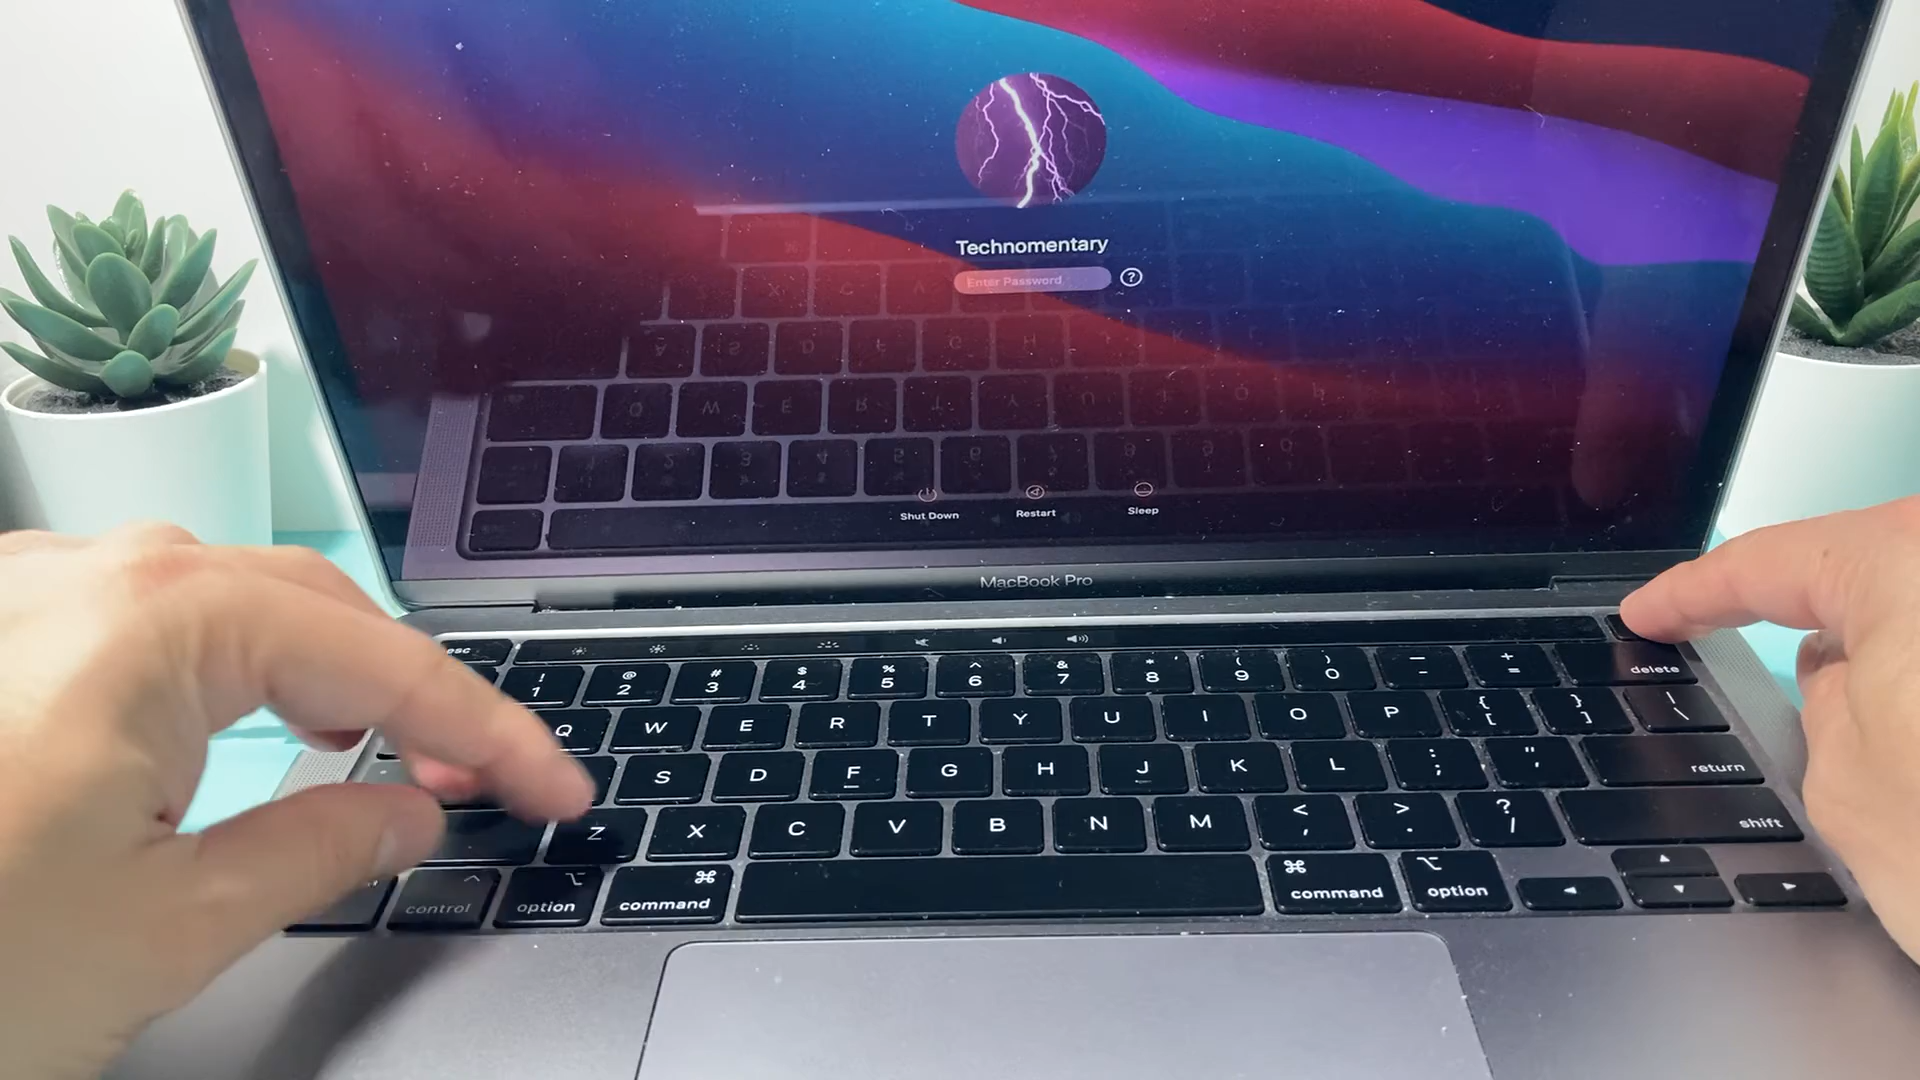 Technomentary
Enter Password ?
Shut Down Restart Sleep
MacBook Pro
esc
! @ # $ % ^ & * ( ) _ +
1 2 3 4 5 6 7 8 9 0 - = delete
Q W E R T Y U I O P { [ } ] | \
S D F G H J K L : ; " ' return
Z X C V B N M < , > . ? / shift
^ ⌥ ⌘ ⌘ ⌥
control option command command option
◀ ▲ ▼ ▶